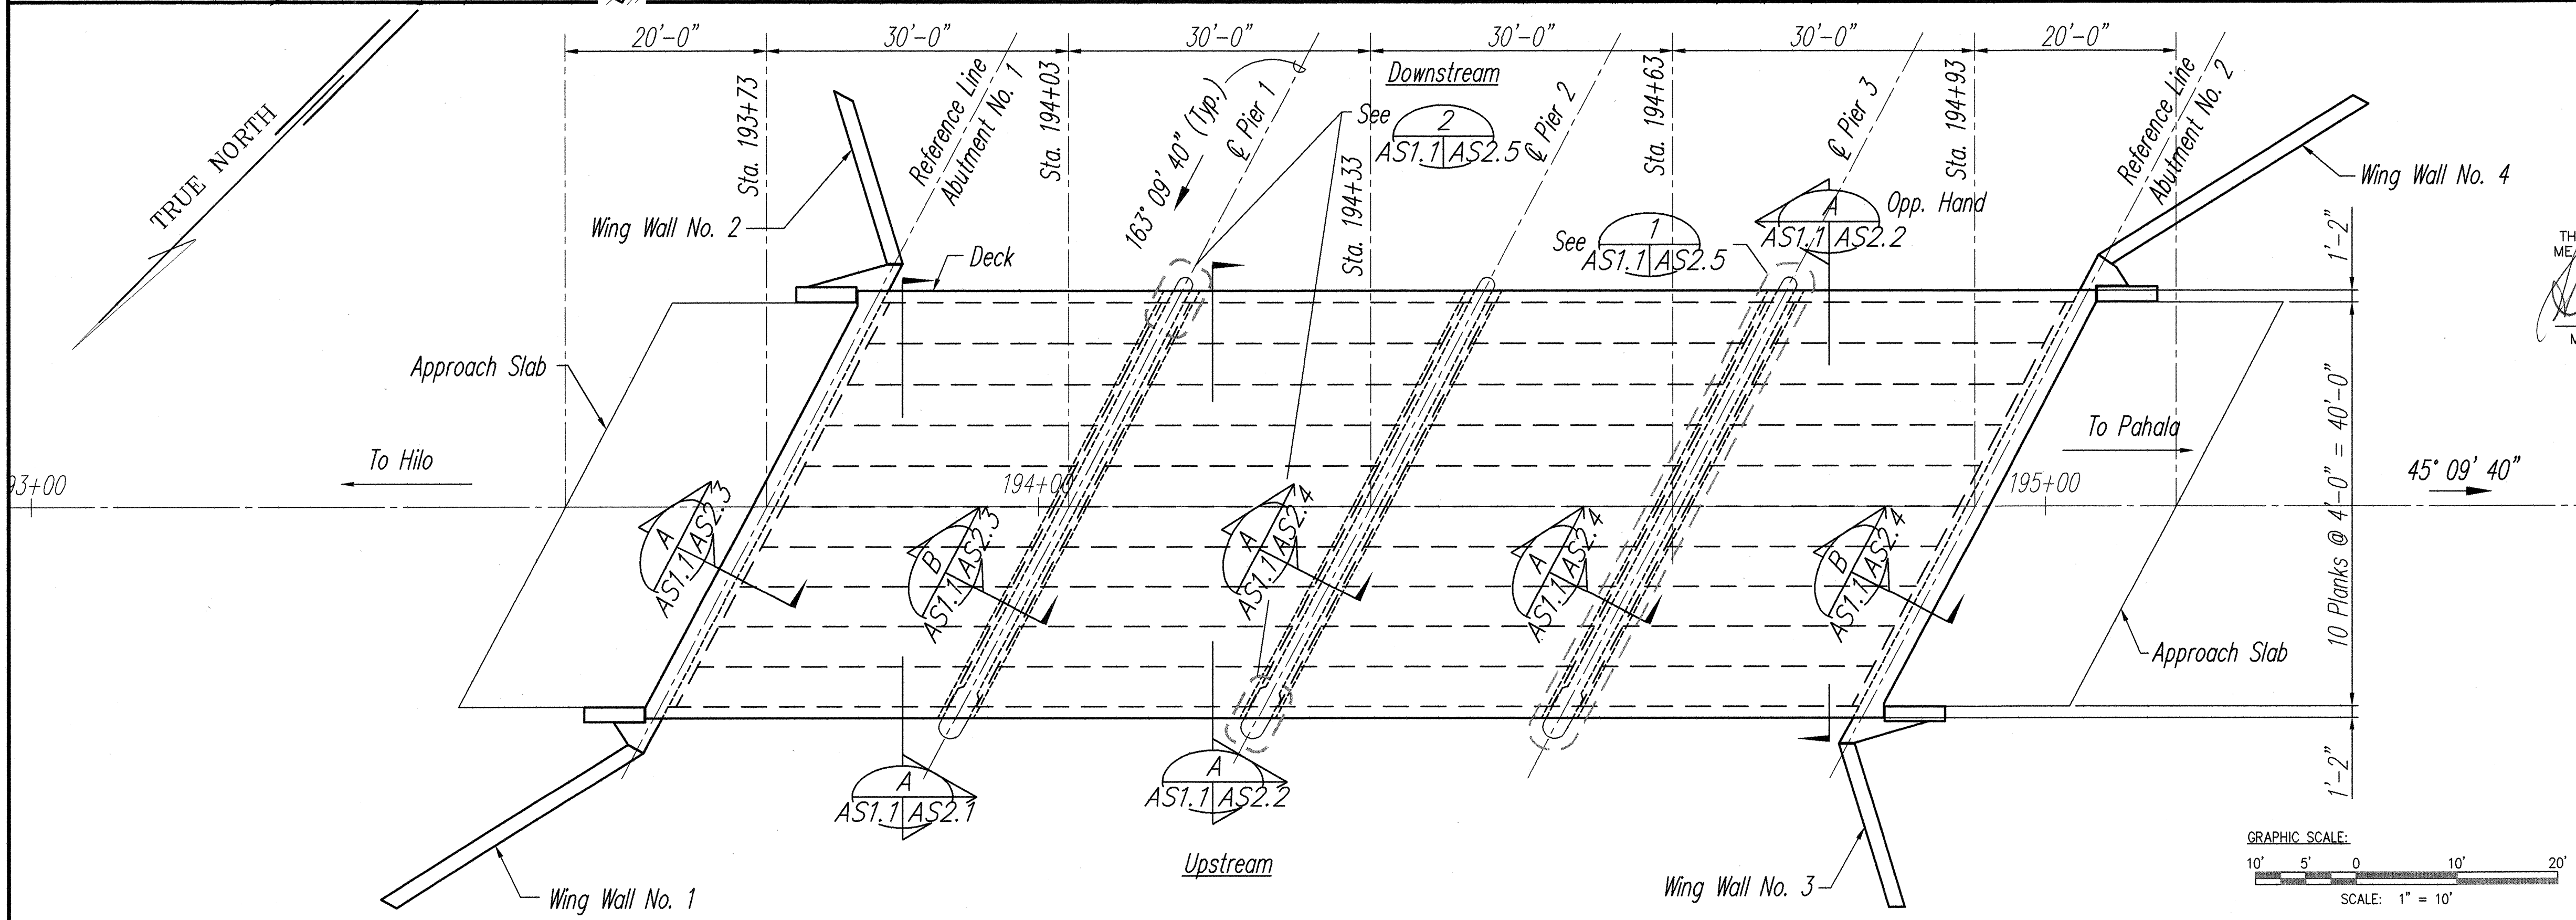 20'-0" 30'-0" 30'-0" 30'-0" 30'-0" 20'-0"
TRUE NORTH
Sta. 193+73
Reference Line
Abutment No. 1
Sta. 194+03
163° 09' 40" (Typ.)
℄ Pier 1
Downstream
See
2
AS1.1 AS2.5
Sta. 194+33
℄ Pier 2
Sta. 194+63
℄ Pier 3
Sta. 194+93
Reference Line
Abutment No. 2
Wing Wall No. 2
Wing Wall No. 4
Deck
See
1
AS1.1 AS2.5
A
AS1.1 AS2.2
Opp. Hand
1'-2"
TH
ME
M
Approach Slab
To Hilo
93+00
194+00
195+00
To Pahala
45° 09' 40"
10 Planks @ 4'-0" = 40'-0"
A
AS1.1 AS2.3
B
AS1.1 AS2.3
A
AS1.1 AS2.4
A
AS1.1 AS2.4
B
AS1.1 AS2.4
Approach Slab
1'-2"
A
AS1.1 AS2.1
A
AS1.1 AS2.2
Upstream
Wing Wall No. 1
Wing Wall No. 3
GRAPHIC SCALE:
10' 5' 0 10' 20'
SCALE: 1" = 10'